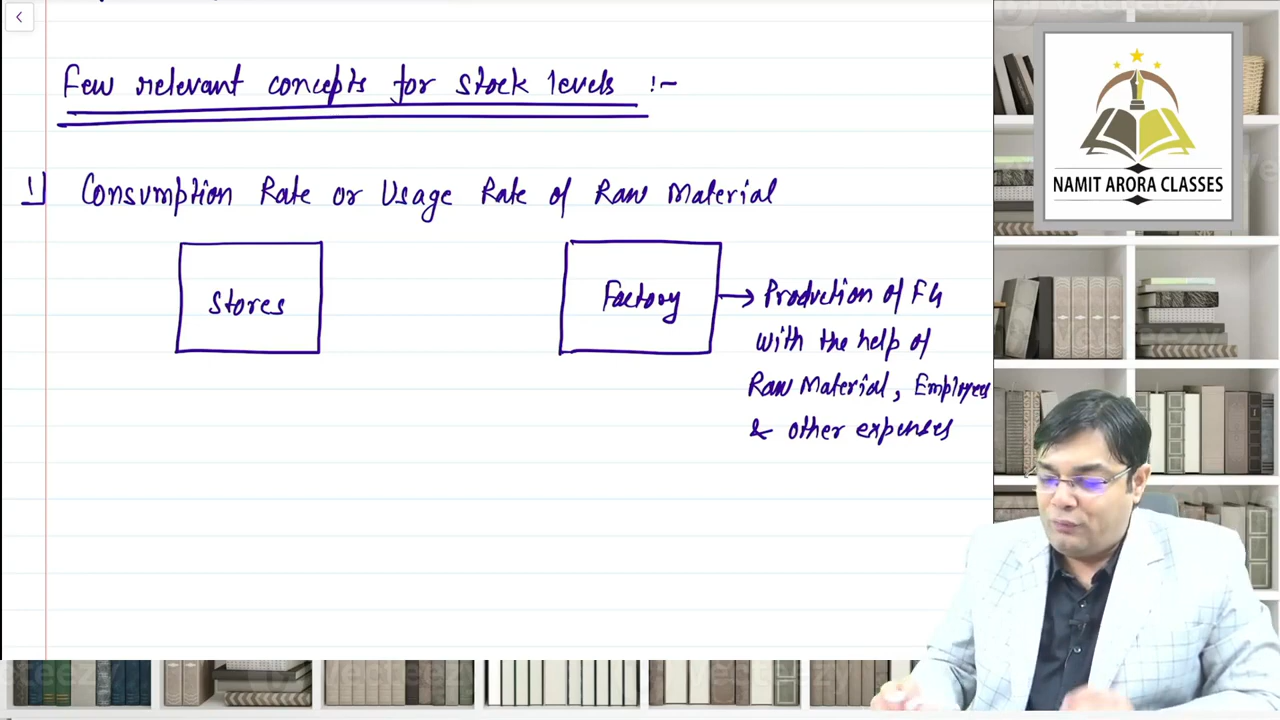 Few relevant concepts for stock levels :-
1] Consumption Rate or Usage Rate of Raw Material
Stores
Factory
Production of FG
with the help of
Raw Material, Employees
& other expenses
NAMIT ARORA CLASSES